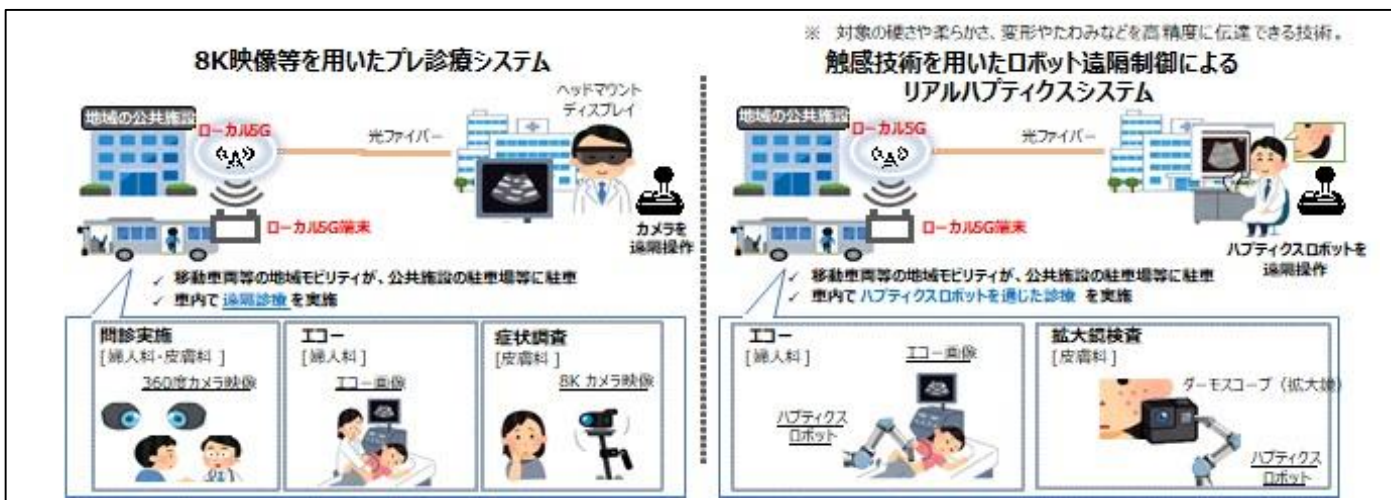 ※ 対象の硬さや柔らかさ、変形やたわみなどを高精度に伝達できる技術。
8K映像等を用いたプレ診療システム
ヘッドマウント
ディスプレイ
地域の公共施設
ローカル5G
光ファイバー
カメラを
遠隔操作
ローカル5G端末
✓ 移動車両等の地域モビリティが、公共施設の駐車場等に駐車
✓ 車内で遠隔診療を実施
問診実施
[婦人科・皮膚科]
360度カメラ映像
エコー
[婦人科]
エコー画像
症状調査
[皮膚科]
8K カメラ映像
触感技術を用いたロボット遠隔制御による
リアルハプティクスシステム
地域の公共施設
ローカル5G
光ファイバー
ハプティクスロボットを
遠隔操作
ローカル5G端末
✓ 移動車両等の地域モビリティが、公共施設の駐車場等に駐車
✓ 車内でハプティクスロボットを通じた診療 を実施
エコー
[婦人科]
エコー画像
ハプティクス
ロボット
拡大鏡検査
[皮膚科]
ダーモスコープ（拡大鏡）
ハプティクス
ロボット